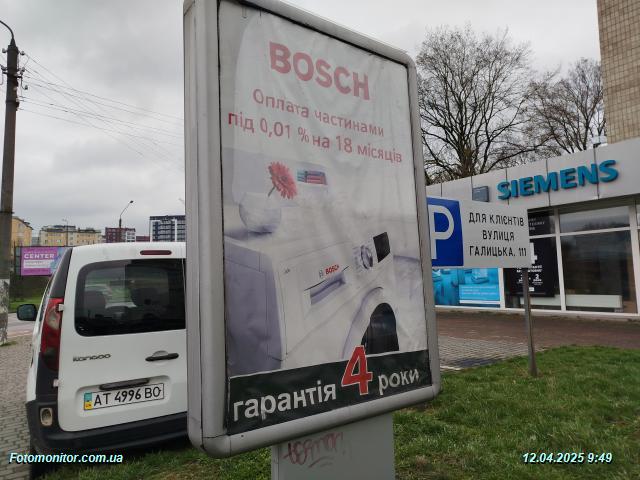 BOSCH
Оплата частинами
під 0,01 % на 18 місяців
BOSCH
гарантія 4 роки
SIEMENS
P
ДЛЯ КЛІЄНТІВ
ВУЛИЦЯ
ГАЛИЦЬКА, 111
CENTER
KANGOO
AT 4996 BO
Fotomonitor.com.ua
12.04.2025 9:49